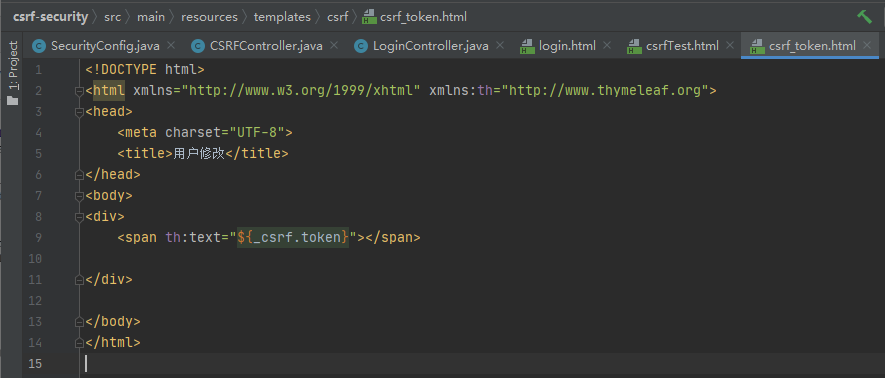 csrf-security › src › main › resources › templates › csrf › csrf_token.html
SecurityConfig.java × CSRFController.java × LoginController.java × login.html × csrfTest.html × csrf_token.html ×
1: Project
1 <!DOCTYPE html>
2 <html xmlns="http://www.w3.org/1999/xhtml" xmlns:th="http://www.thymeleaf.org">
3 <head>
4     <meta charset="UTF-8">
5     <title>用户修改</title>
6 </head>
7 <body>
8 <div>
9     <span th:text="${_csrf.token}"></span>
10
11 </div>
12
13 </body>
14 </html>
15